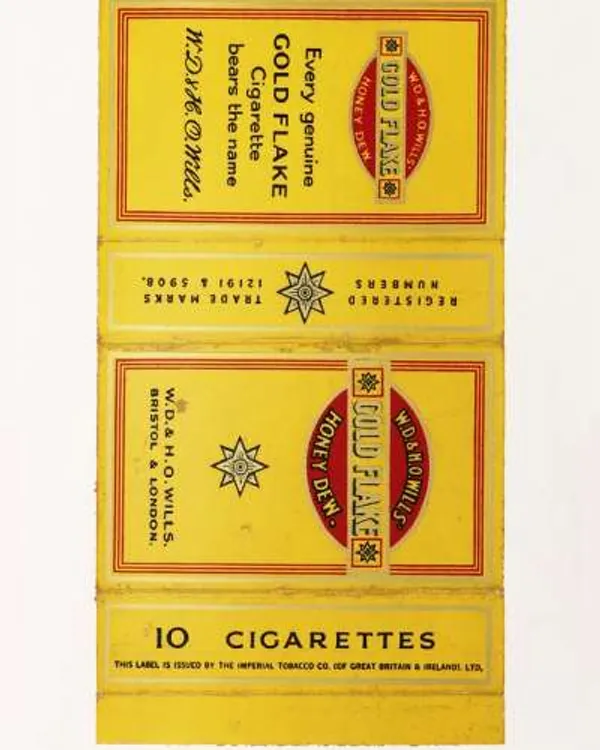 W.D.& H.O.WILLS'
GOLD FLAKE
HONEY DEW
Every genuine
GOLD FLAKE
Cigarette
bears the name
W.D. & H.O. Wills.
REGISTERED
NUMBERS
TRADE MARKS
12191 & 5908.
W.D.& H.O.WILLS'
GOLD FLAKE
HONEY DEW.
W.D.& H.O.WILLS.
BRISTOL & LONDON.
10 CIGARETTES
THIS LABEL IS ISSUED BY THE IMPERIAL TOBACCO CO. (OF GREAT BRITAIN & IRELAND), LTD,